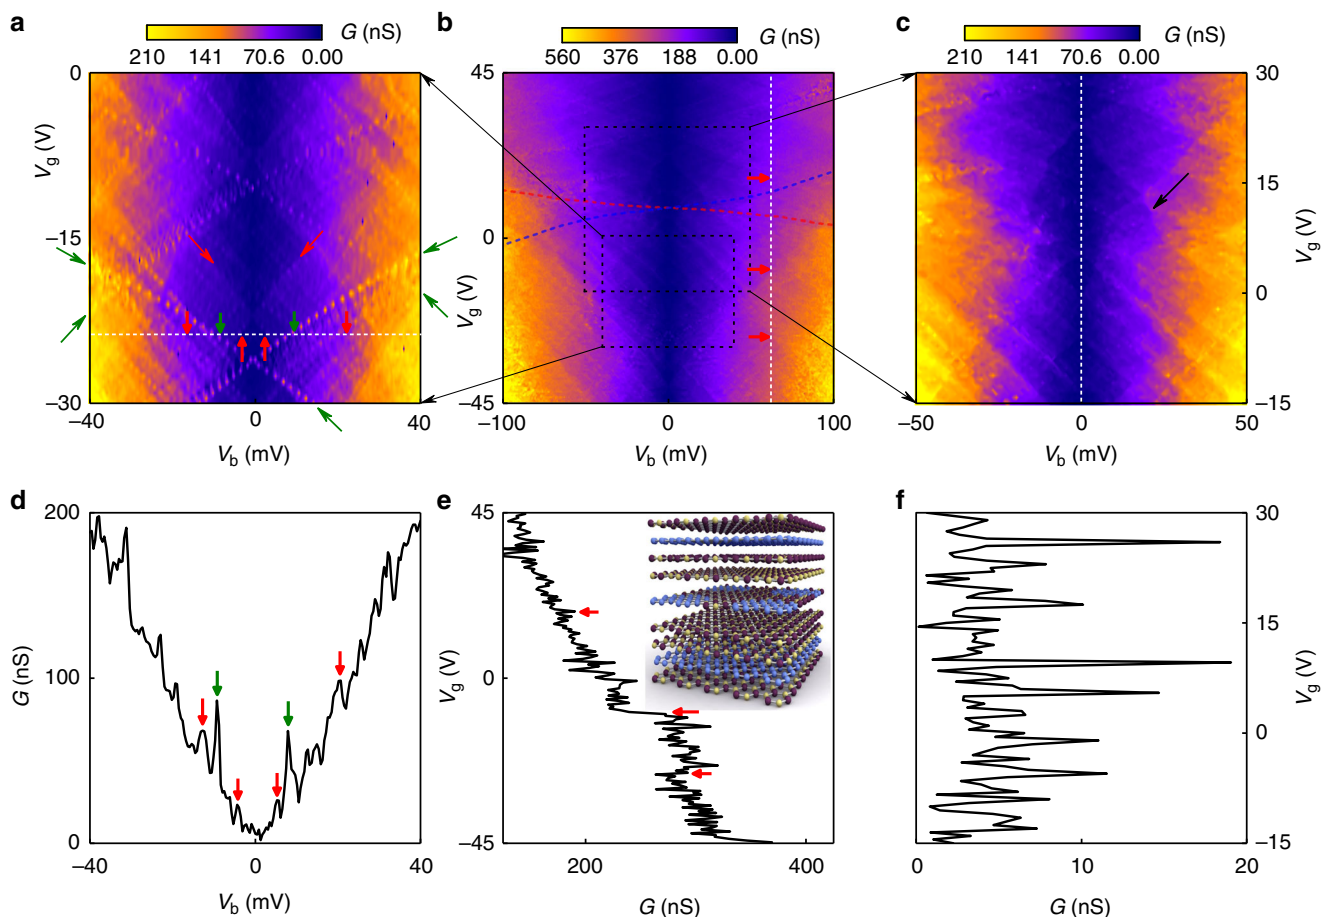 a
G (nS)
210 141 70.6 0.00
b
G (nS)
560 376 188 0.00
c
G (nS)
210 141 70.6 0.00
0
–15
–30
Vg (V)
–40 0 40
Vb (mV)
45
0
–45
Vg (V)
–100 0 100
Vb (mV)
30
15
0
–15
Vg (V)
–50 0 50
Vb (mV)
d
200
100
0
G (nS)
–40 0 40
Vb (mV)
e
45
0
–45
Vg (V)
200 400
G (nS)
f
30
15
0
–15
Vg (V)
0 10 20
G (nS)